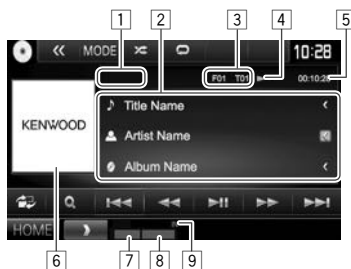 1 2 3 4 5
« MODE 10:28
F01 T01 00:10:28
Title Name
KENWOOD
Artist Name
Album Name
HOME
6 7 8 9